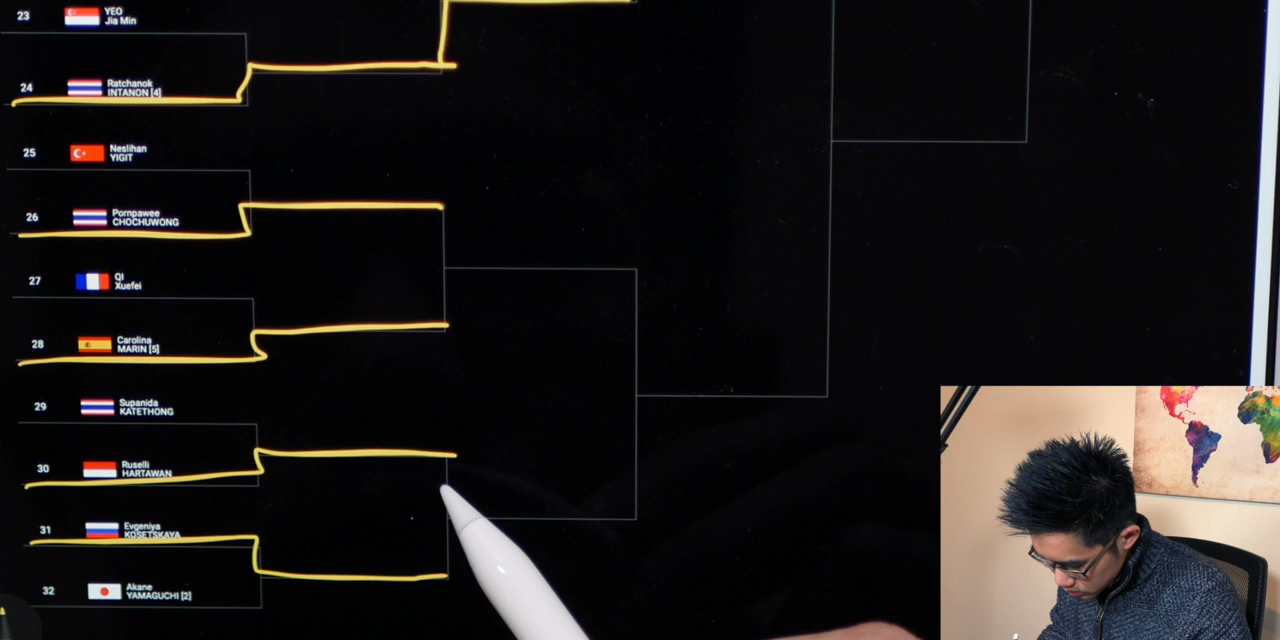 23 YEO
Jia Min
24 Ratchanok
INTANON [4]
25 Neslihan
YIGIT
26 Pornpawee
CHOCHUWONG
27 QI
Xuefei
28 Carolina
MARIN [5]
29 Supanida
KATETHONG
30 Ruselli
HARTAWAN
31 Evgeniya
KOSETSKAYA
32 Akane
YAMAGUCHI [2]